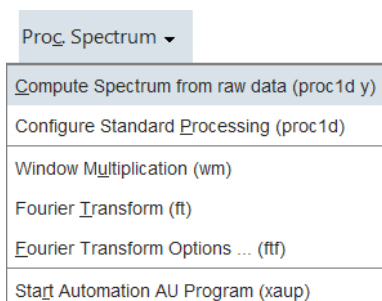 Proc. Spectrum
Compute Spectrum from raw data (proc1d y)
Configure Standard Processing (proc1d)
Window Multiplication (wm)
Fourier Transform (ft)
Fourier Transform Options ... (ftf)
Start Automation AU Program (xaup)